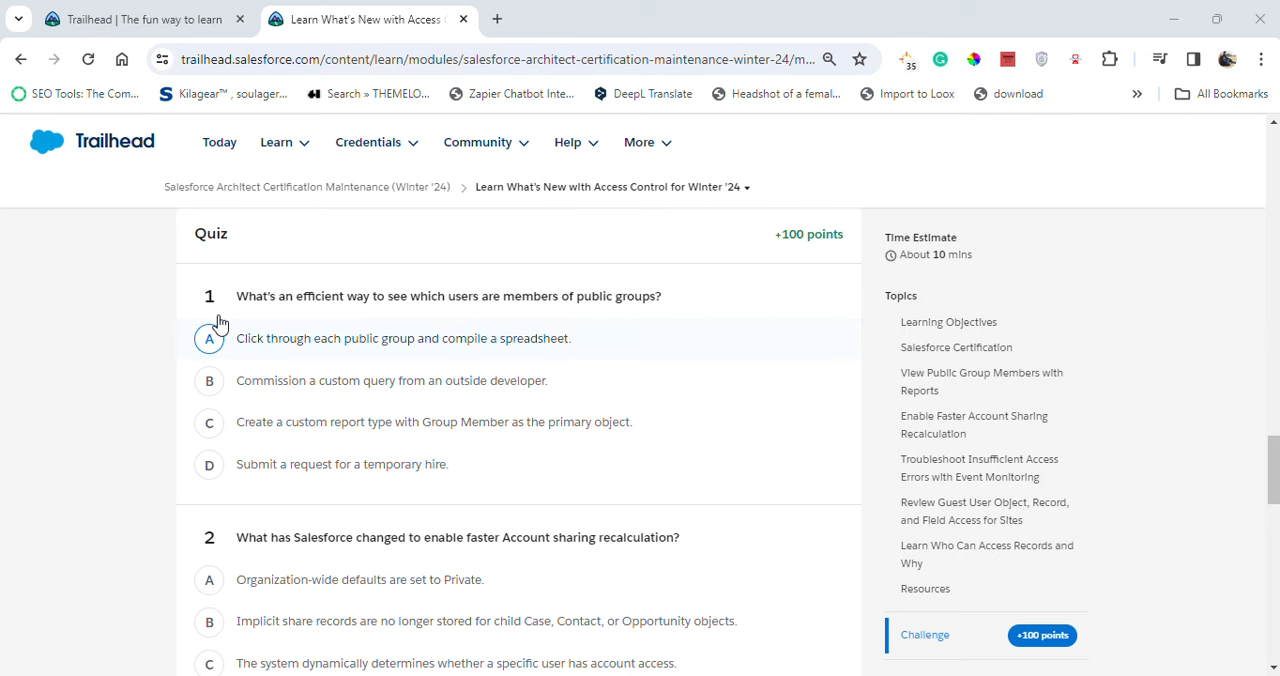 Trailhead | The fun way to learn
Learn What's New with Access
trailhead.salesforce.com/content/learn/modules/salesforce-architect-certification-maintenance-winter-24/m...
35
SEO Tools: The Com...
Kilagear™ , soulager...
Search » THEMELO...
Zapier Chatbot Inte...
DeepL Translate
Headshot of a femal...
Import to Loox
download
»
All Bookmarks
Trailhead
Today
Learn
Credentials
Community
Help
More
Salesforce Architect Certification Maintenance (Winter '24)
Learn What's New with Access Control for Winter '24
Quiz
+100 points
1
What's an efficient way to see which users are members of public groups?
A
Click through each public group and compile a spreadsheet.
B
Commission a custom query from an outside developer.
C
Create a custom report type with Group Member as the primary object.
D
Submit a request for a temporary hire.
2
What has Salesforce changed to enable faster Account sharing recalculation?
A
Organization-wide defaults are set to Private.
B
Implicit share records are no longer stored for child Case, Contact, or Opportunity objects.
C
The system dynamically determines whether a specific user has account access.
Time Estimate
About 10 mins
Topics
Learning Objectives
Salesforce Certification
View Public Group Members with
Reports
Enable Faster Account Sharing
Recalculation
Troubleshoot Insufficient Access
Errors with Event Monitoring
Review Guest User Object, Record,
and Field Access for Sites
Learn Who Can Access Records and
Why
Resources
Challenge
+100 points